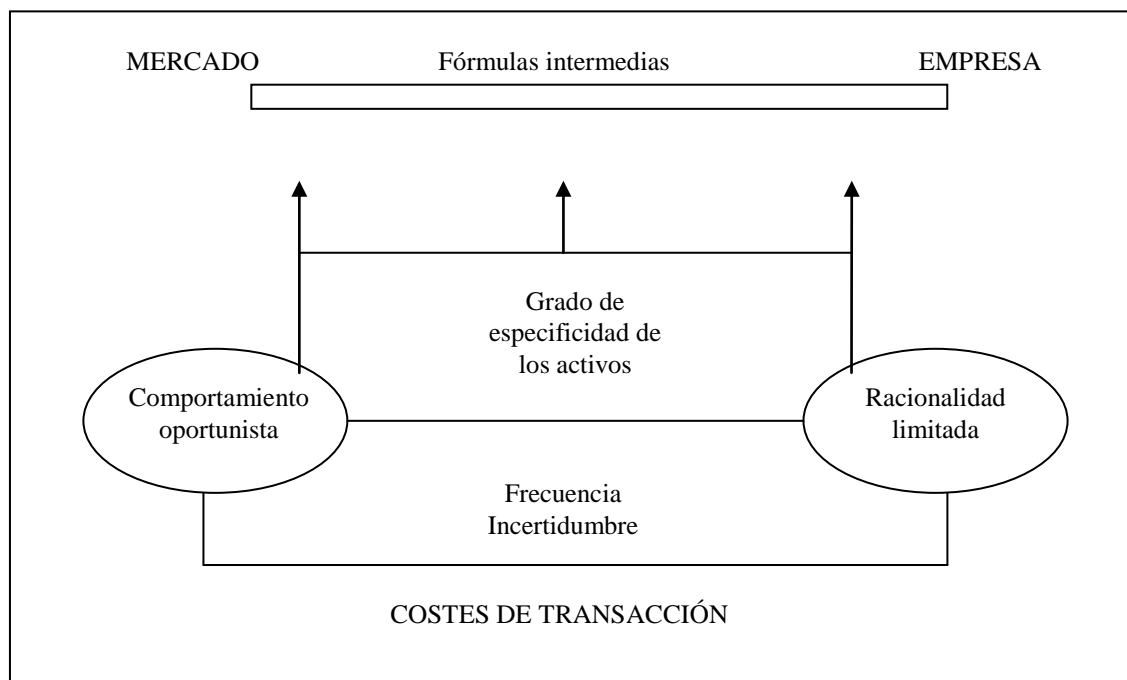 MERCADO Fórmulas intermedias EMPRESA
Grado de
especificidad de
los activos
Comportamiento
oportunista
Racionalidad
limitada
Frecuencia
Incertidumbre
COSTES DE TRANSACCIÓN